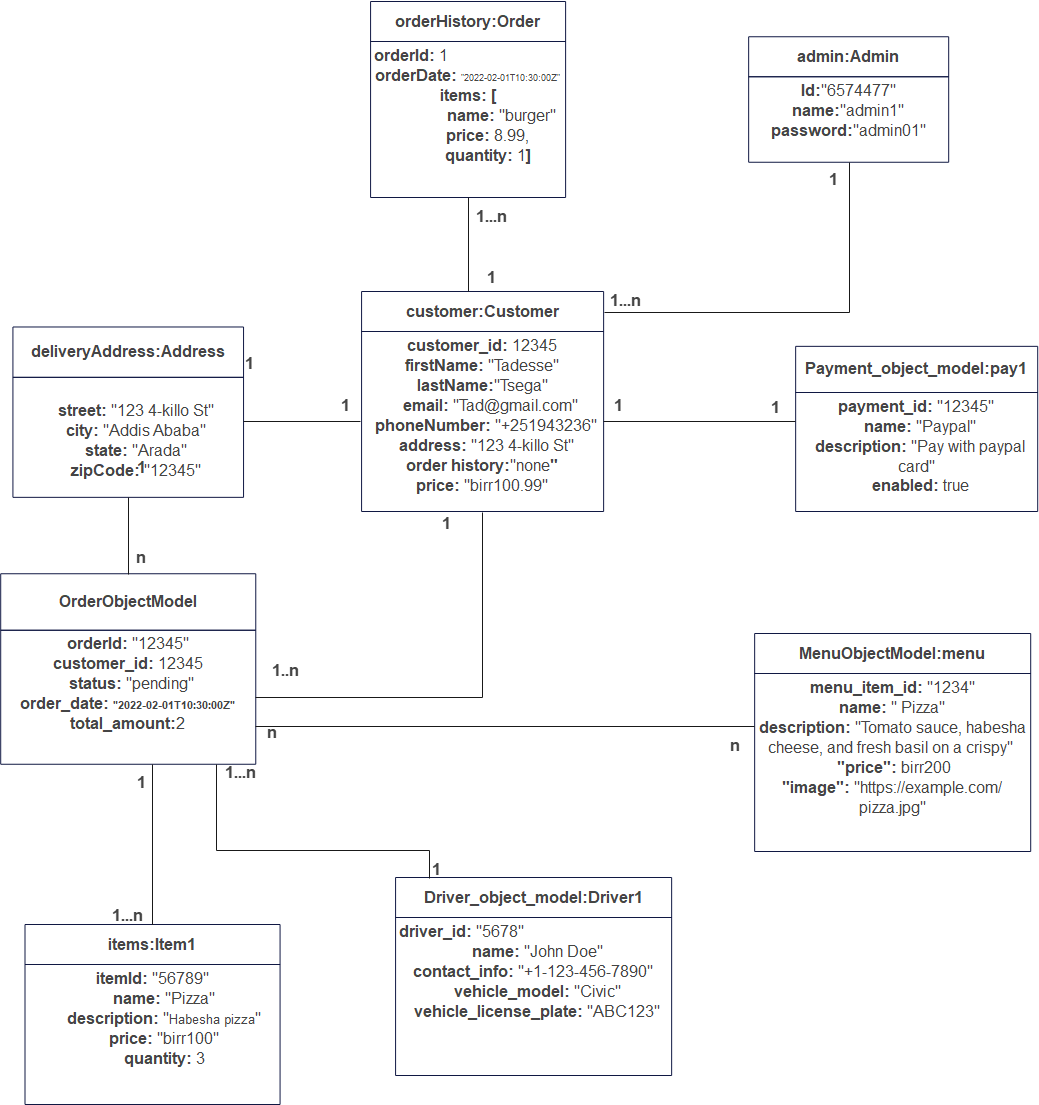 orderHistory:Order
orderId: 1
orderDate: "2022-02-01T10:30:00Z"
items: [
name: "burger"
price: 8.99,
quantity: 1]
1...n
1
admin:Admin
Id:"6574477"
name:"admin1"
password:"admin01"
1
1...n
customer:Customer
customer_id: 12345
firstName: "Tadesse"
lastName:"Tsega"
email: "Tad@gmail.com"
phoneNumber: "+251943236"
address: "123 4-killo St"
order history:"none"
price: "birr100.99"
deliveryAddress:Address
street: "123 4-killo St"
city: "Addis Ababa"
state: "Arada"
zipCode: "12345"
1
1
1
1
1
Payment_object_model:pay1
payment_id: "12345"
name: "Paypal"
description: "Pay with paypal
card"
enabled: true
n
1
1..n
OrderObjectModel
orderId: "12345"
customer_id: 12345
status: "pending"
order_date: "2022-02-01T10:30:00Z"
total_amount:2
n
n
MenuObjectModel:menu
menu_item_id: "1234"
name: " Pizza"
description: "Tomato sauce, habesha
cheese, and fresh basil on a crispy"
"price": birr200
"image": "https://example.com/
pizza.jpg"
1
1...n
1...n
1
items:Item1
itemId: "56789"
name: "Pizza"
description: "Habesha pizza"
price: "birr100"
quantity: 3
Driver_object_model:Driver1
driver_id: "5678"
name: "John Doe"
contact_info: "+1-123-456-7890"
vehicle_model: "Civic"
vehicle_license_plate: "ABC123"